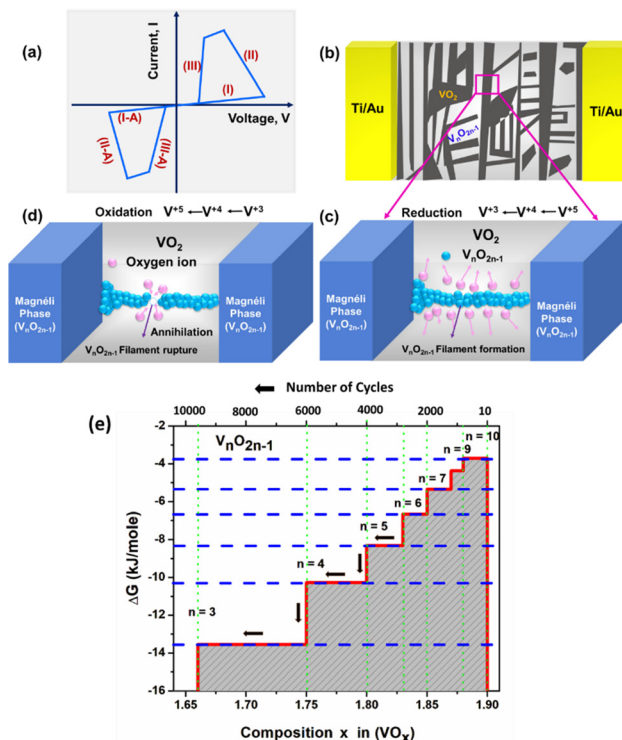 (a)
Current, I
Voltage, V
(I)
(II)
(III)
(I-A)
(II-A)
(III-A)
(b)
Ti/Au
VO₂
VₙO₂ₙ₋₁
Ti/Au
(d)
Oxidation V⁺⁵ ← V⁺⁴ ← V⁺³
VO₂
Oxygen ion
Magnéli
Phase
(VₙO₂ₙ₋₁)
Annihilation
VₙO₂ₙ₋₁ Filament rupture
Magnéli
Phase
(VₙO₂ₙ₋₁)
(c)
Reduction V⁺³ ← V⁺⁴ ← V⁺⁵
VO₂
VₙO₂ₙ₋₁
Magnéli
Phase
(VₙO₂ₙ₋₁)
VₙO₂ₙ₋₁ Filament formation
Magnéli
Phase
(VₙO₂ₙ₋₁)
(e)
← Number of Cycles
10000 8000 6000 4000 2000 10
VₙO₂ₙ₋₁
n = 10
n = 9
n = 7
n = 6
n = 5
n = 4
n = 3
ΔG (kJ/mole)
-2
-4
-6
-8
-10
-12
-14
-16
1.65 1.70 1.75 1.80 1.85 1.90
Composition x in (VOₓ)